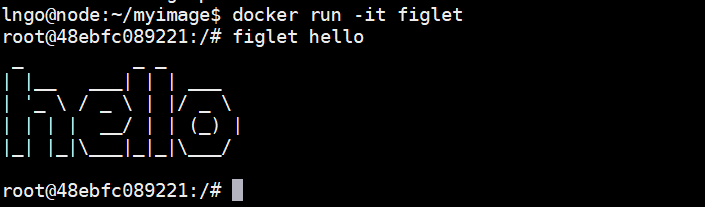 lngo@node:~/myimage$ docker run -it figlet
root@48ebfc089221:/# figlet hello
 _          _ _
| |__   ___| | | ___
| '_ \ / _ \ | |/ _ \
| | | |  __/ | | (_) |
|_| |_|\___|_|_|\___/

root@48ebfc089221:/#